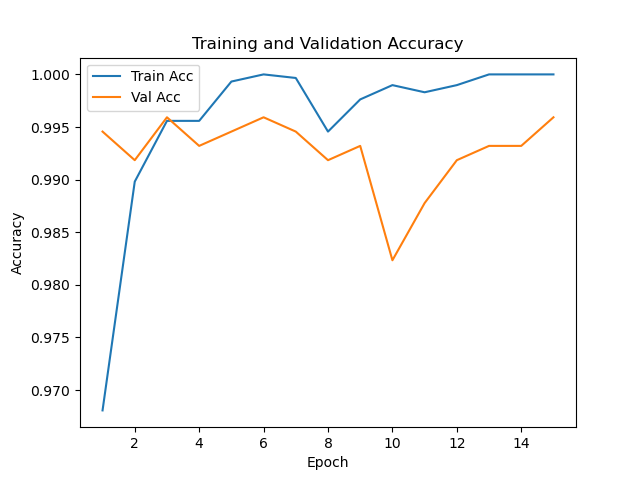 Training and Validation Accuracy
Train Acc
Val Acc
1.000
0.995
0.990
0.985
0.980
0.975
0.970
Accuracy
2 4 6 8 10 12 14
Epoch